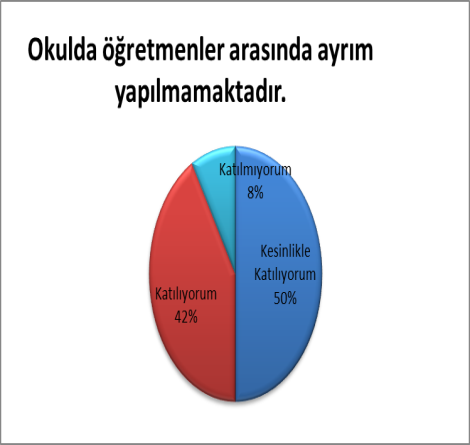 Okulda öğretmenler arasında ayrım
yapılmamaktadır.
Katılmıyorum
8%
Kesinlikle
Katılıyorum
50%
Katılıyorum
42%